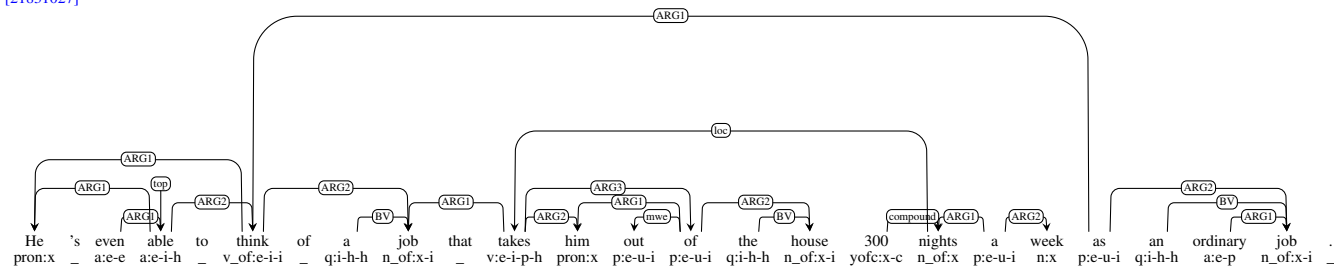 ARG1
loc
ARG1
ARG1 top ARG2 ARG3 ARG2
ARG1 ARG2 BV ARG1 ARG2 ARG1 mwe ARG2 BV compound ARG1 ARG2 BV ARG1
He 's even able to think of a job that takes him out of the house 300 nights a week as an ordinary job .
pron:x _ a:e-e a:e-i-h _ v_of:e-i-i _ q:i-h-h n_of:x-i _ v:e-i-p-h pron:x p:e-u-i p:e-u-i q:i-h-h n_of:x-i yofc:x-c n_of:x p:e-u-i n:x p:e-u-i q:i-h-h a:e-p n_of:x-i _